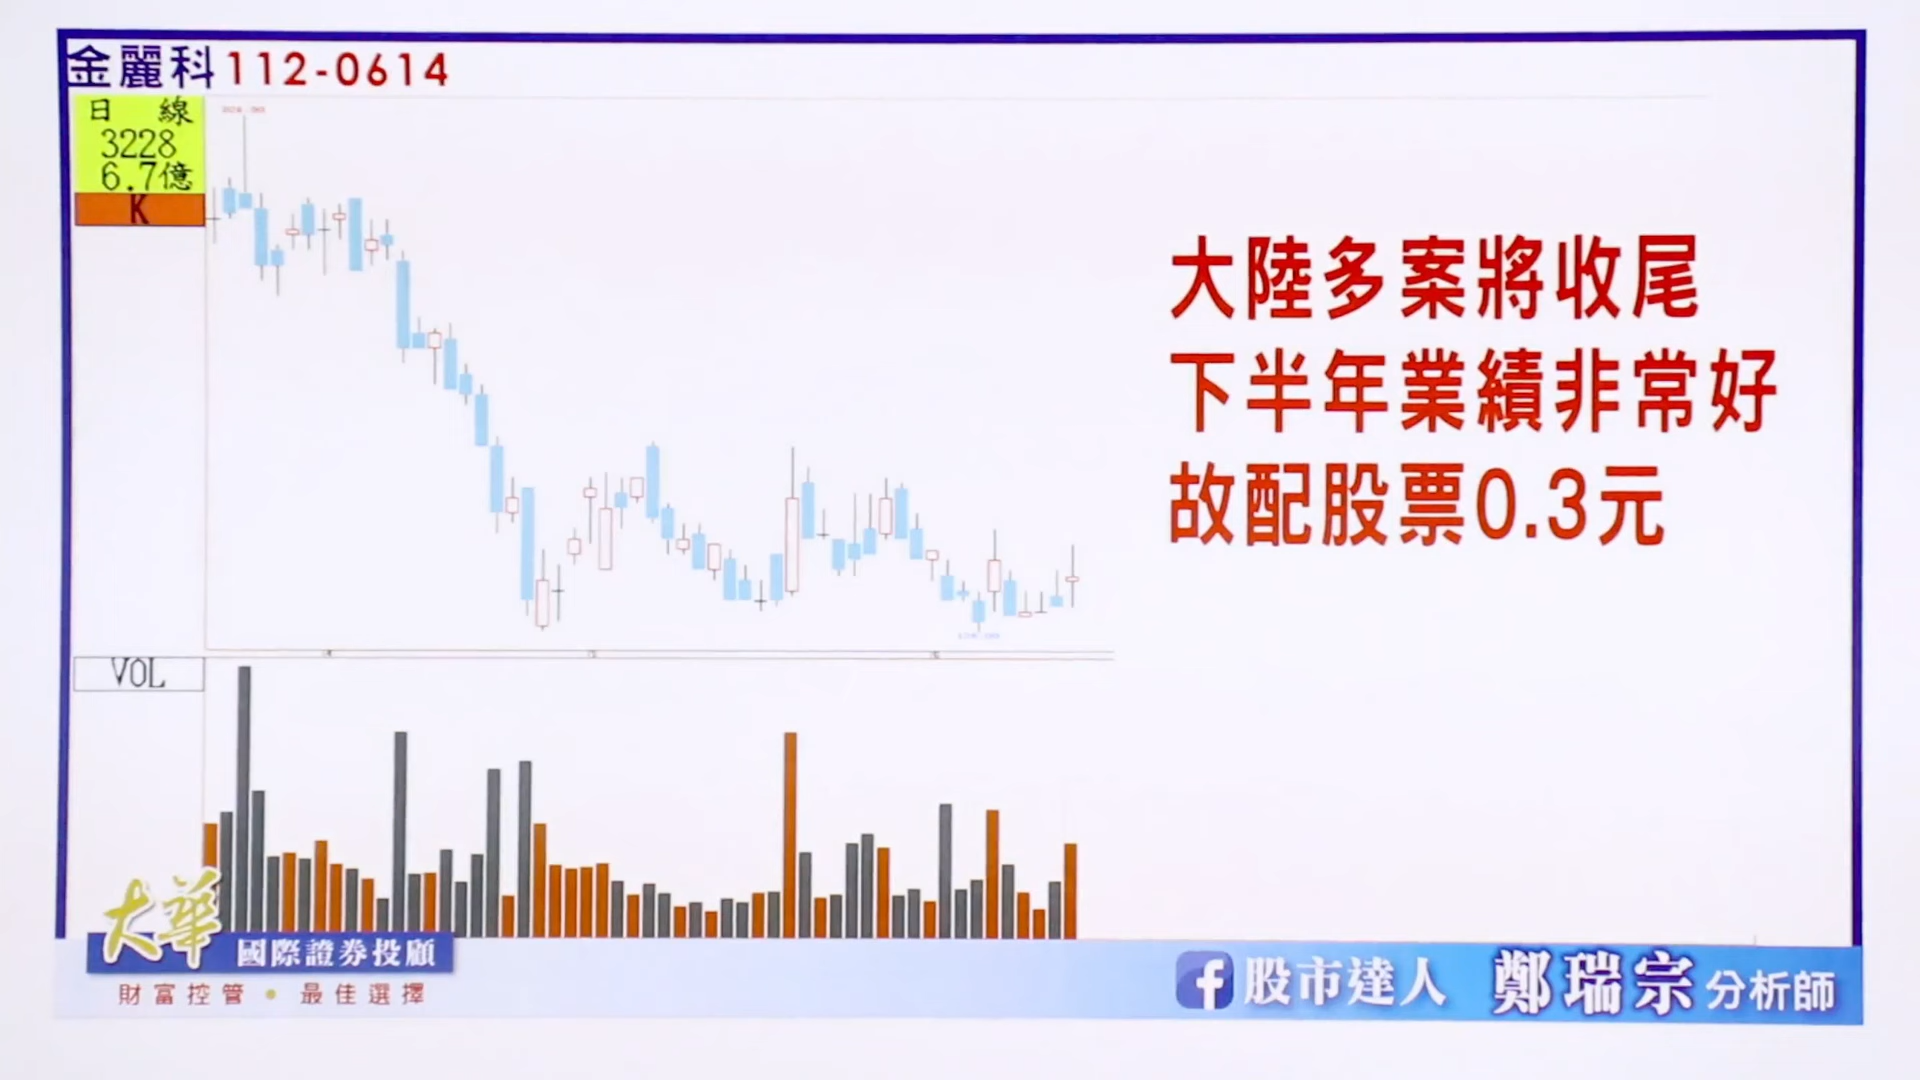 金麗科112-0614
日 線
3228
6.7億
K
大陸多案將收尾
下半年業績非常好
故配股票0.3元
VOL
大華
國際證券投顧
財富控管•最佳選擇
股市達人 鄭瑞宗分析師